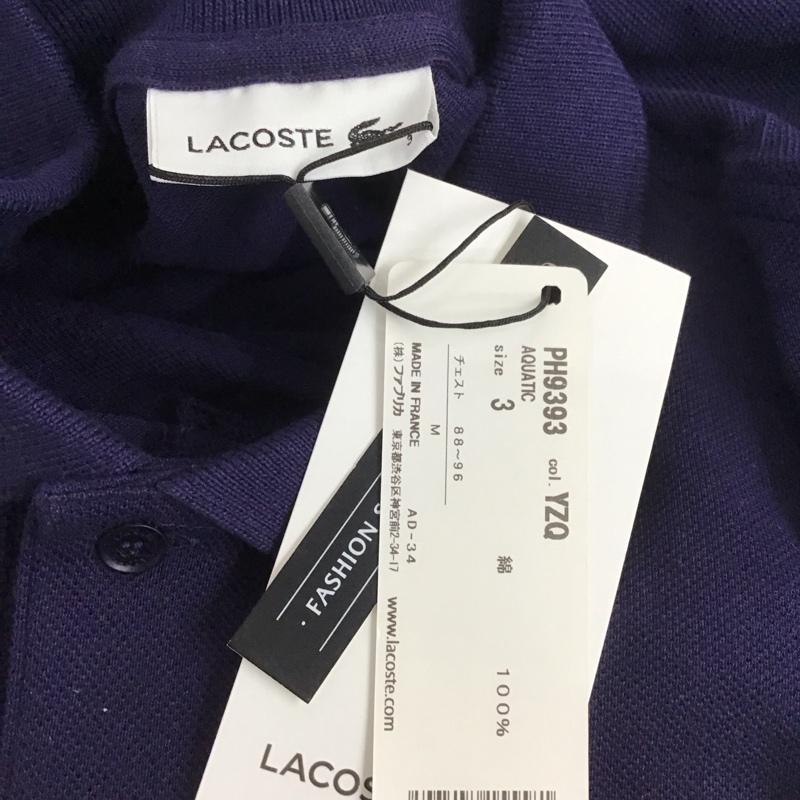 LACOSTE
PH9393 col. YZQ
AQUATIC
size 3 綿 100%
チェスト 88~96
M
MADE IN FRANCE AD-34
(株)ファブリカ 東京都渋谷区神宮前2-34-17
www.lacoste.com
· FASHION S
LACOS